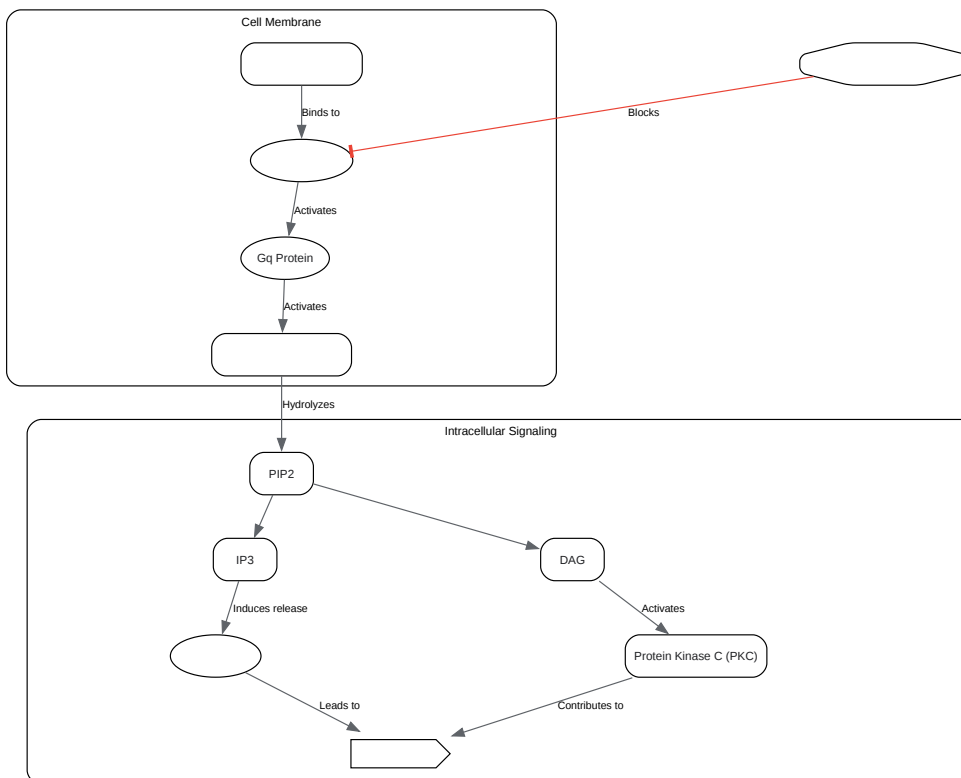 Cell Membrane
Binds to
Blocks
Activates
Gq Protein
Activates
Hydrolyzes
Intracellular Signaling
PIP2
IP3
DAG
Induces release
Activates
Protein Kinase C (PKC)
Leads to
Contributes to